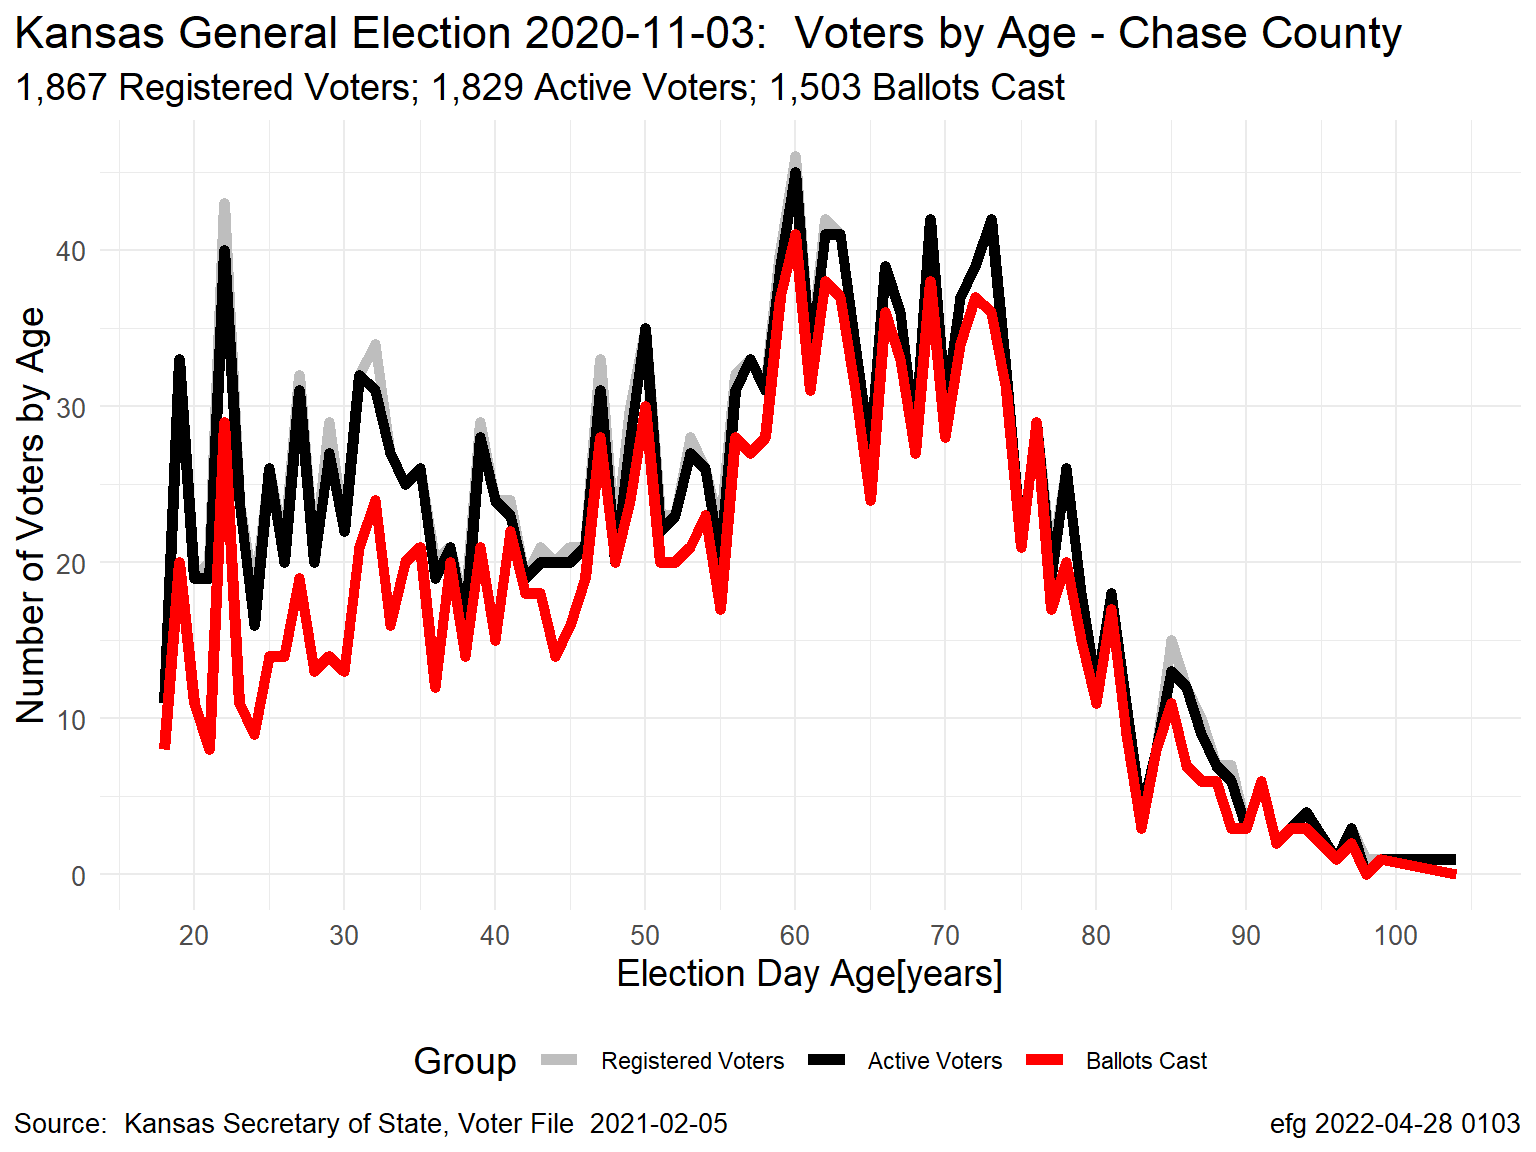 Kansas General Election 2020-11-03:  Voters by Age - Chase County
1,867 Registered Voters; 1,829 Active Voters; 1,503 Ballots Cast
Number of Voters by Age
40
30
20
10
0
20 30 40 50 60 70 80 90 100
Election Day Age[years]
Group Registered Voters Active Voters Ballots Cast
Source:  Kansas Secretary of State, Voter File  2021-02-05
efg 2022-04-28 0103